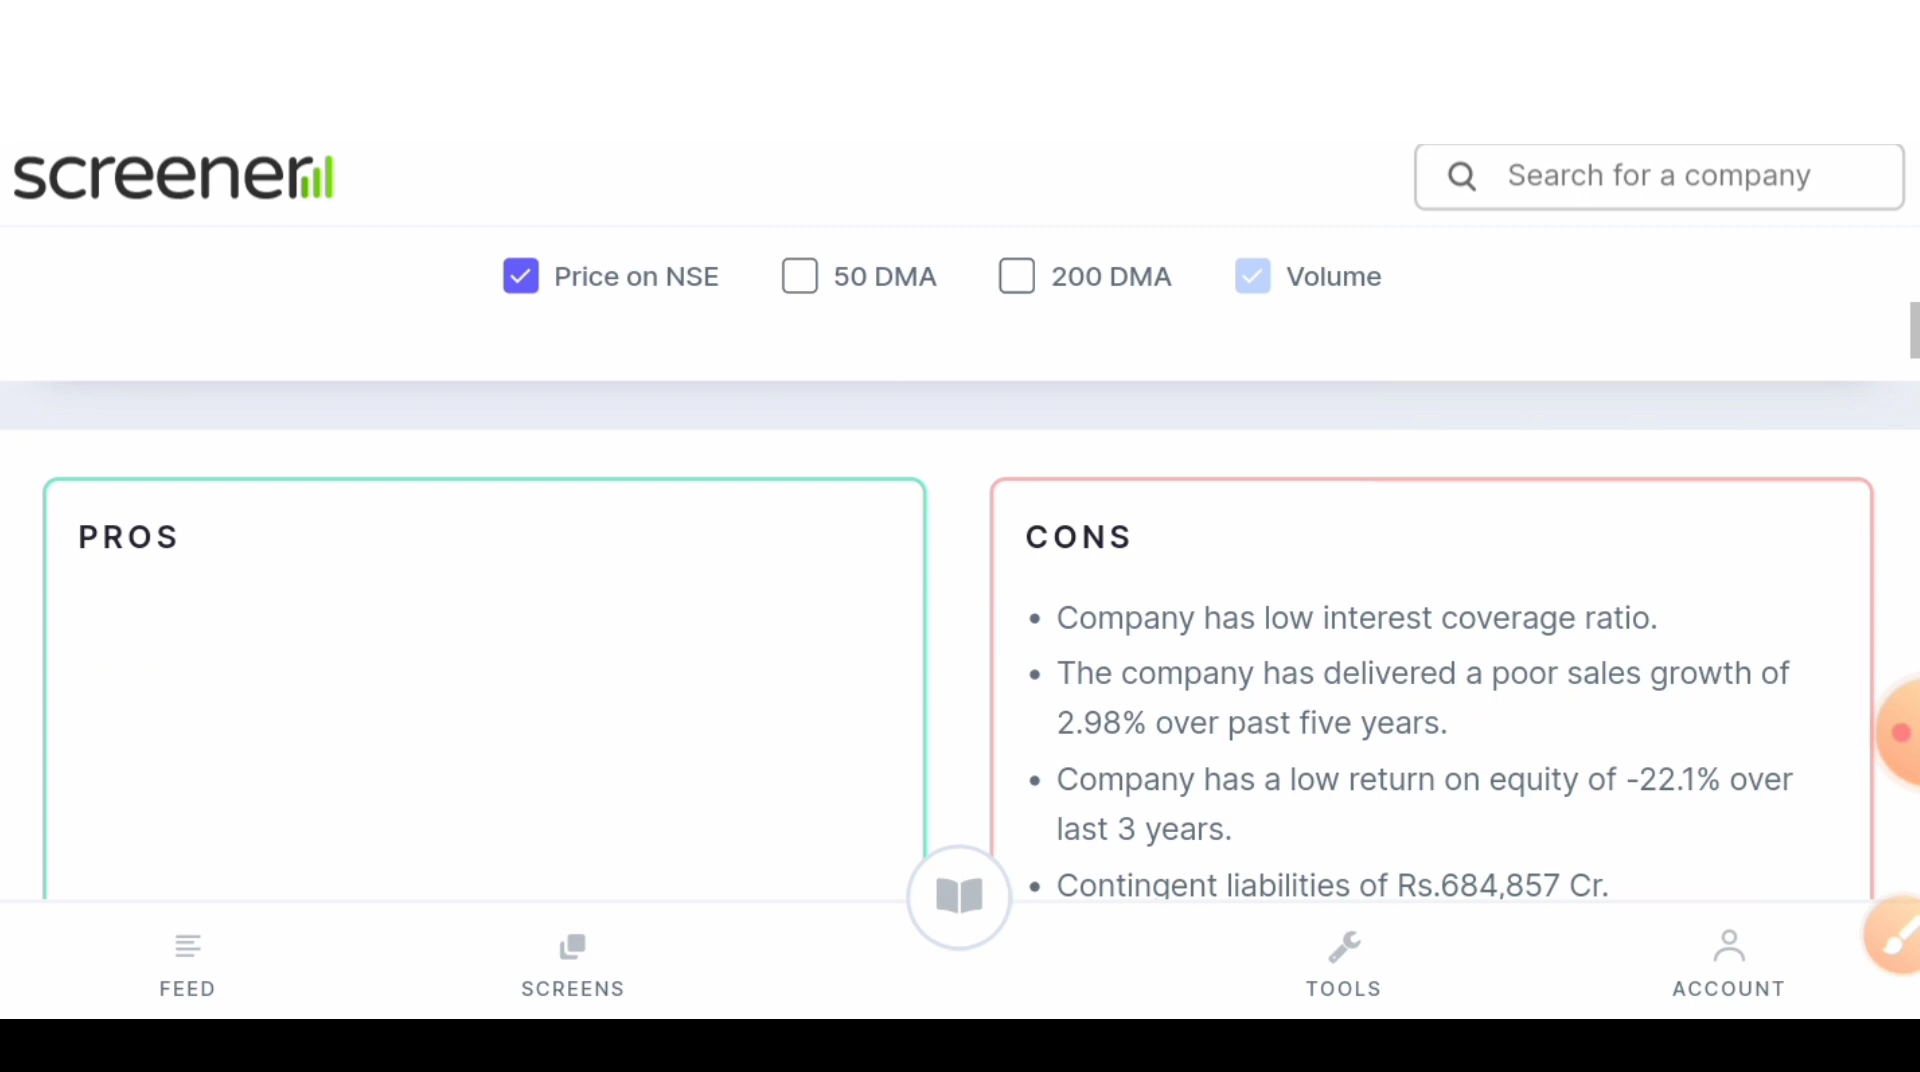 screener
Search for a company
Price on NSE 50 DMA 200 DMA Volume
PROS
CONS
• Company has low interest coverage ratio.
• The company has delivered a poor sales growth of
2.98% over past five years.
• Company has a low return on equity of -22.1% over
last 3 years.
• Contingent liabilities of Rs.684,857 Cr.
FEED SCREENS TOOLS ACCOUNT